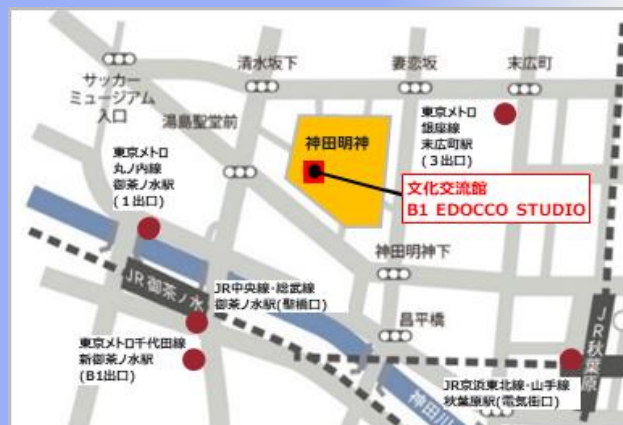 清水坂下
妻恋坂
末広町
サッカー
ミュージアム
入口
湯島聖堂前
神田明神
東京メトロ
銀座線
末広町駅
(3出口)
東京メトロ
丸ノ内線
御茶ノ水駅
(1出口)
文化交流館
B1 EDOCCO STUDIO
神田明神下
JR御茶ノ水
JR中央線・総武線
御茶ノ水駅(聖橋口)
昌平橋
JR秋葉原
東京メトロ千代田線
新御茶ノ水駅
(B1出口)
JR京浜東北線・山手線
秋葉原駅(電気街口)
神田川